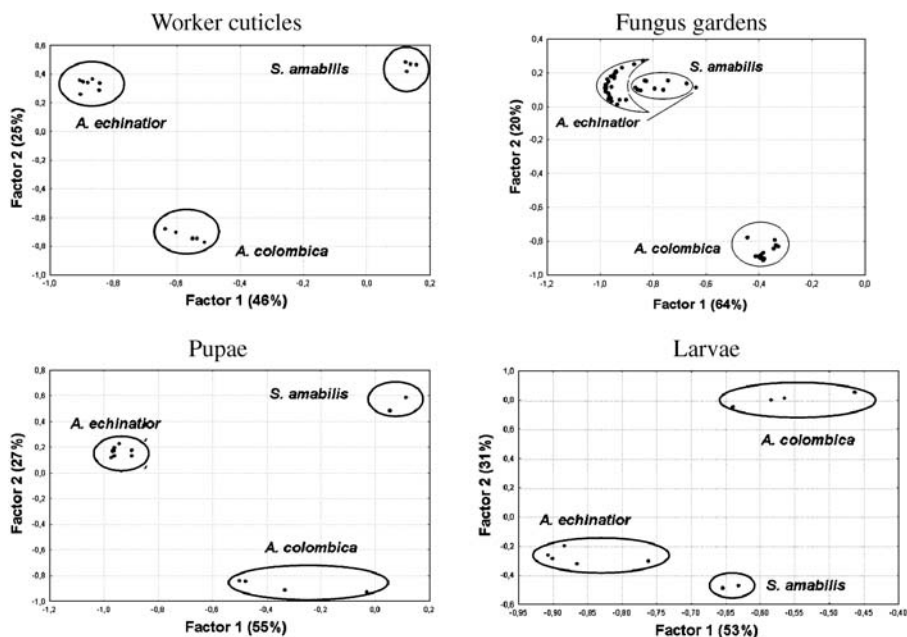 Worker cuticles
0,6
0,4
0,2
0,0
-0,2
-0,4
-0,6
-0,8
-1,0
Factor 2 (25%)
S. amabilis
A. echinatior
A. colombica
-1,0
-0,8
-0,6
-0,4
-0,2
0,0
0,2
Factor 1 (46%)
Fungus gardens
0,4
0,2
0,0
-0,2
-0,4
-0,6
-0,8
-1,0
Factor 2 (20%)
S. amabilis
A. echinatior
A. colombica
-1,2
-1,0
-0,8
-0,6
-0,4
-0,2
0,0
Factor 1 (64%)
Pupae
0,8
0,6
0,4
0,2
0,0
-0,2
-0,4
-0,6
-0,8
-1,0
Factor 2 (27%)
S. amabilis
A. echinatior
A. colombica
-1,2
-1,0
-0,8
-0,6
-0,4
-0,2
0,0
0,2
Factor 1 (55%)
Larvae
1,0
0,8
0,6
0,4
0,2
0,0
-0,2
-0,4
-0,6
Factor 2 (31%)
A. colombica
A. echinatior
S. amabilis
-0,95
-0,90
-0,85
-0,80
-0,75
-0,70
-0,65
-0,60
-0,55
-0,50
-0,45
-0,40
Factor 1 (53%)